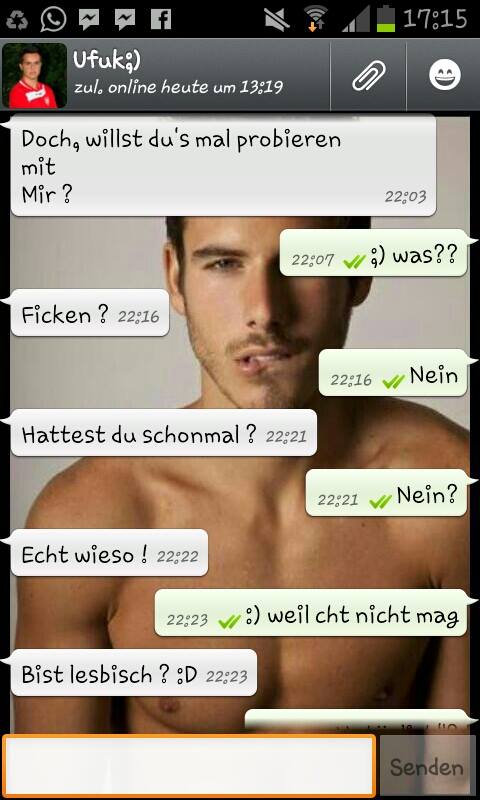 17:15
Ufuk;)
zul. online heute um 13:19
Doch, willst du's mal probieren
mit
Mir ? 22:03
22:07 ;) was??
Ficken ? 22:16
22:16 Nein
Hattest du schonmal ? 22:21
22:21 Nein?
Echt wieso ! 22:22
22:23 :) weil cht nicht mag
Bist lesbisch ? :D 22:23
Senden